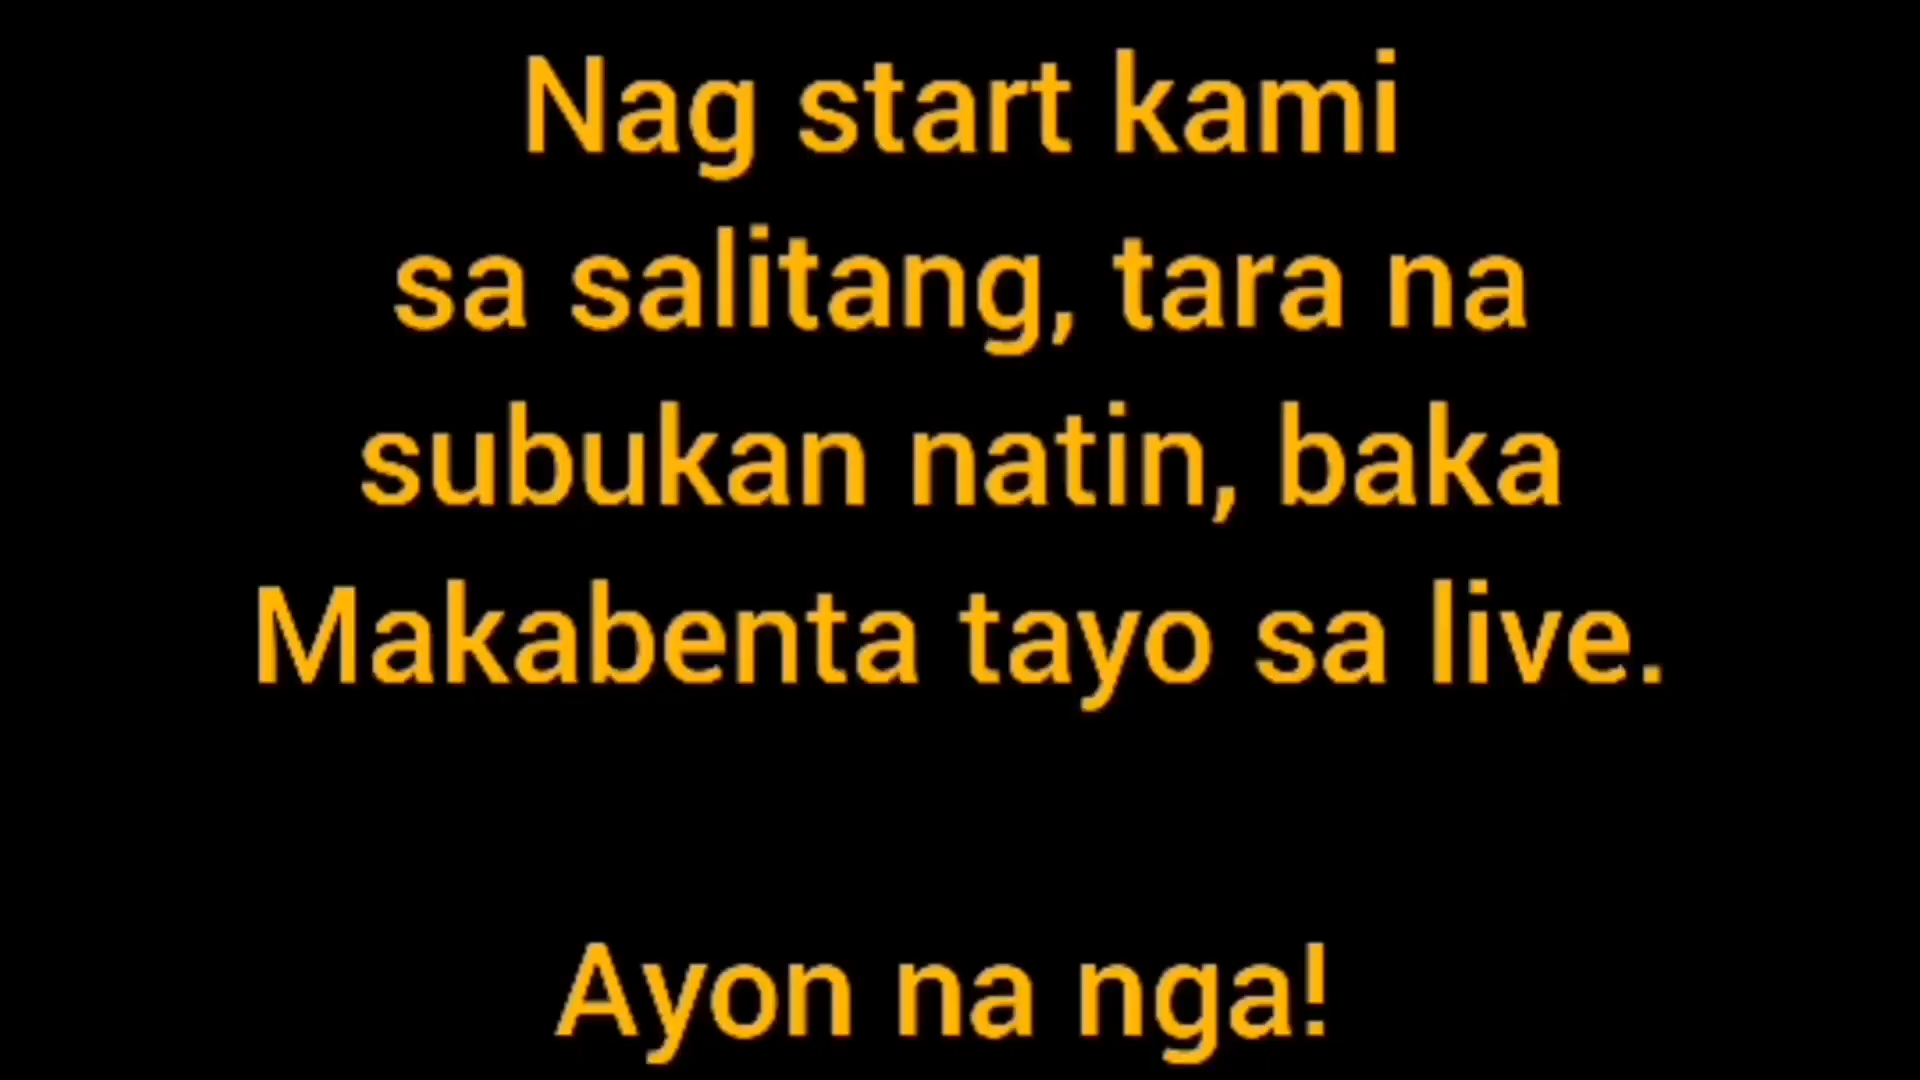 Nag start kami
sa salitang, tara na
subukan natin, baka
Makabenta tayo sa live.
Ayon na nga!